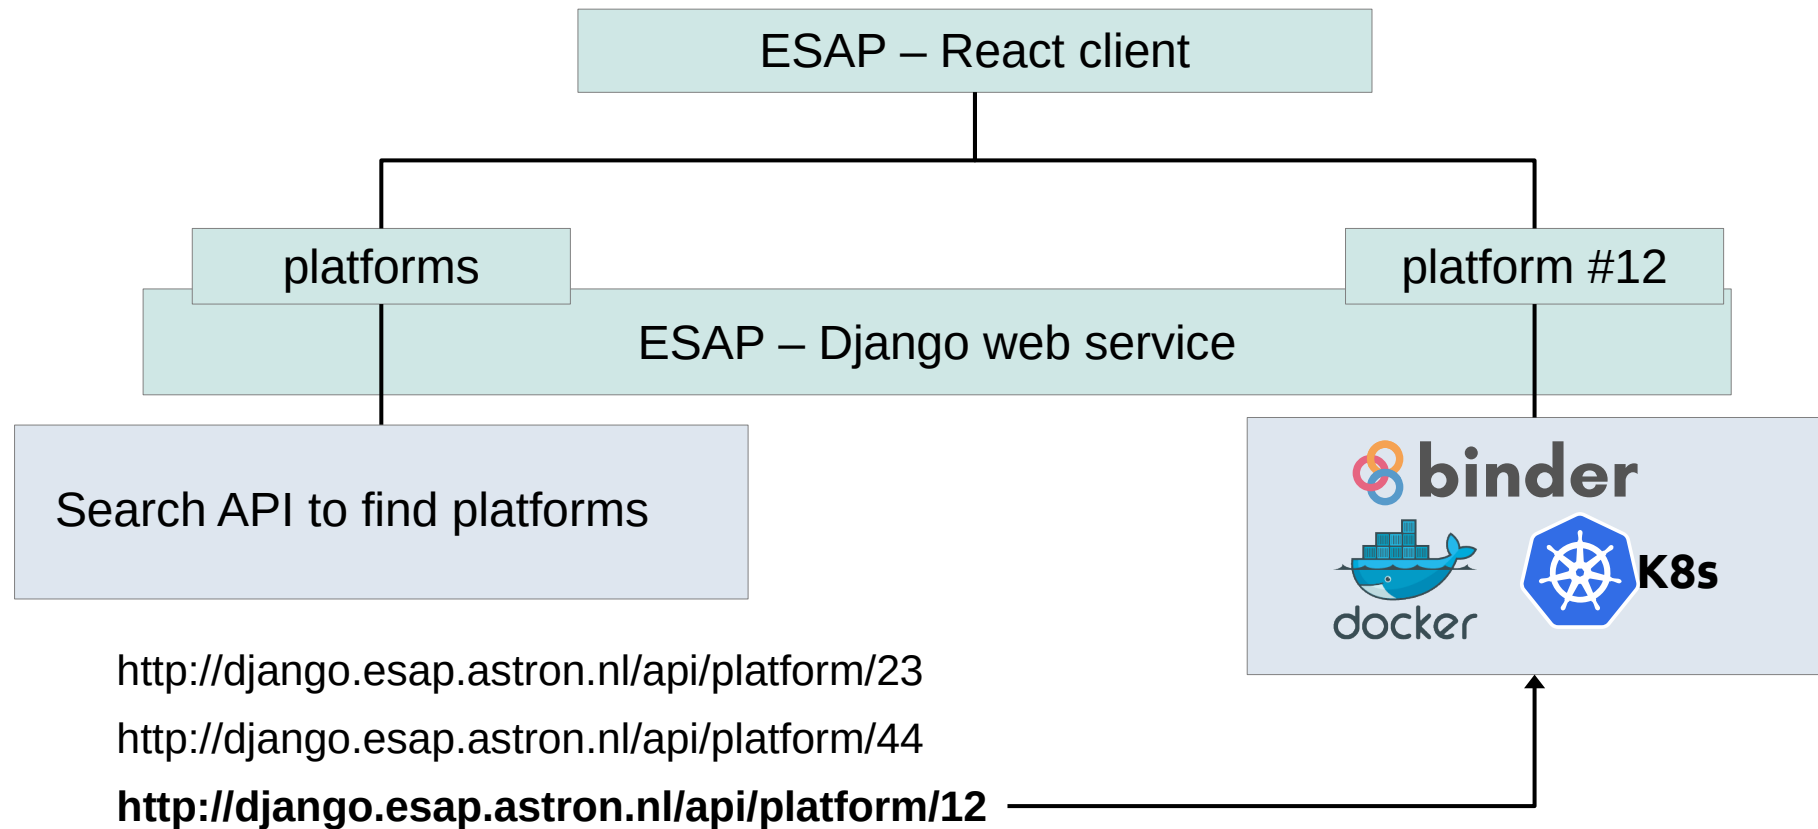 ESAP – React client
platforms
platform #12
ESAP – Django web service
Search API to find platforms
binder
docker
K8s
http://django.esap.astron.nl/api/platform/23
http://django.esap.astron.nl/api/platform/44
http://django.esap.astron.nl/api/platform/12